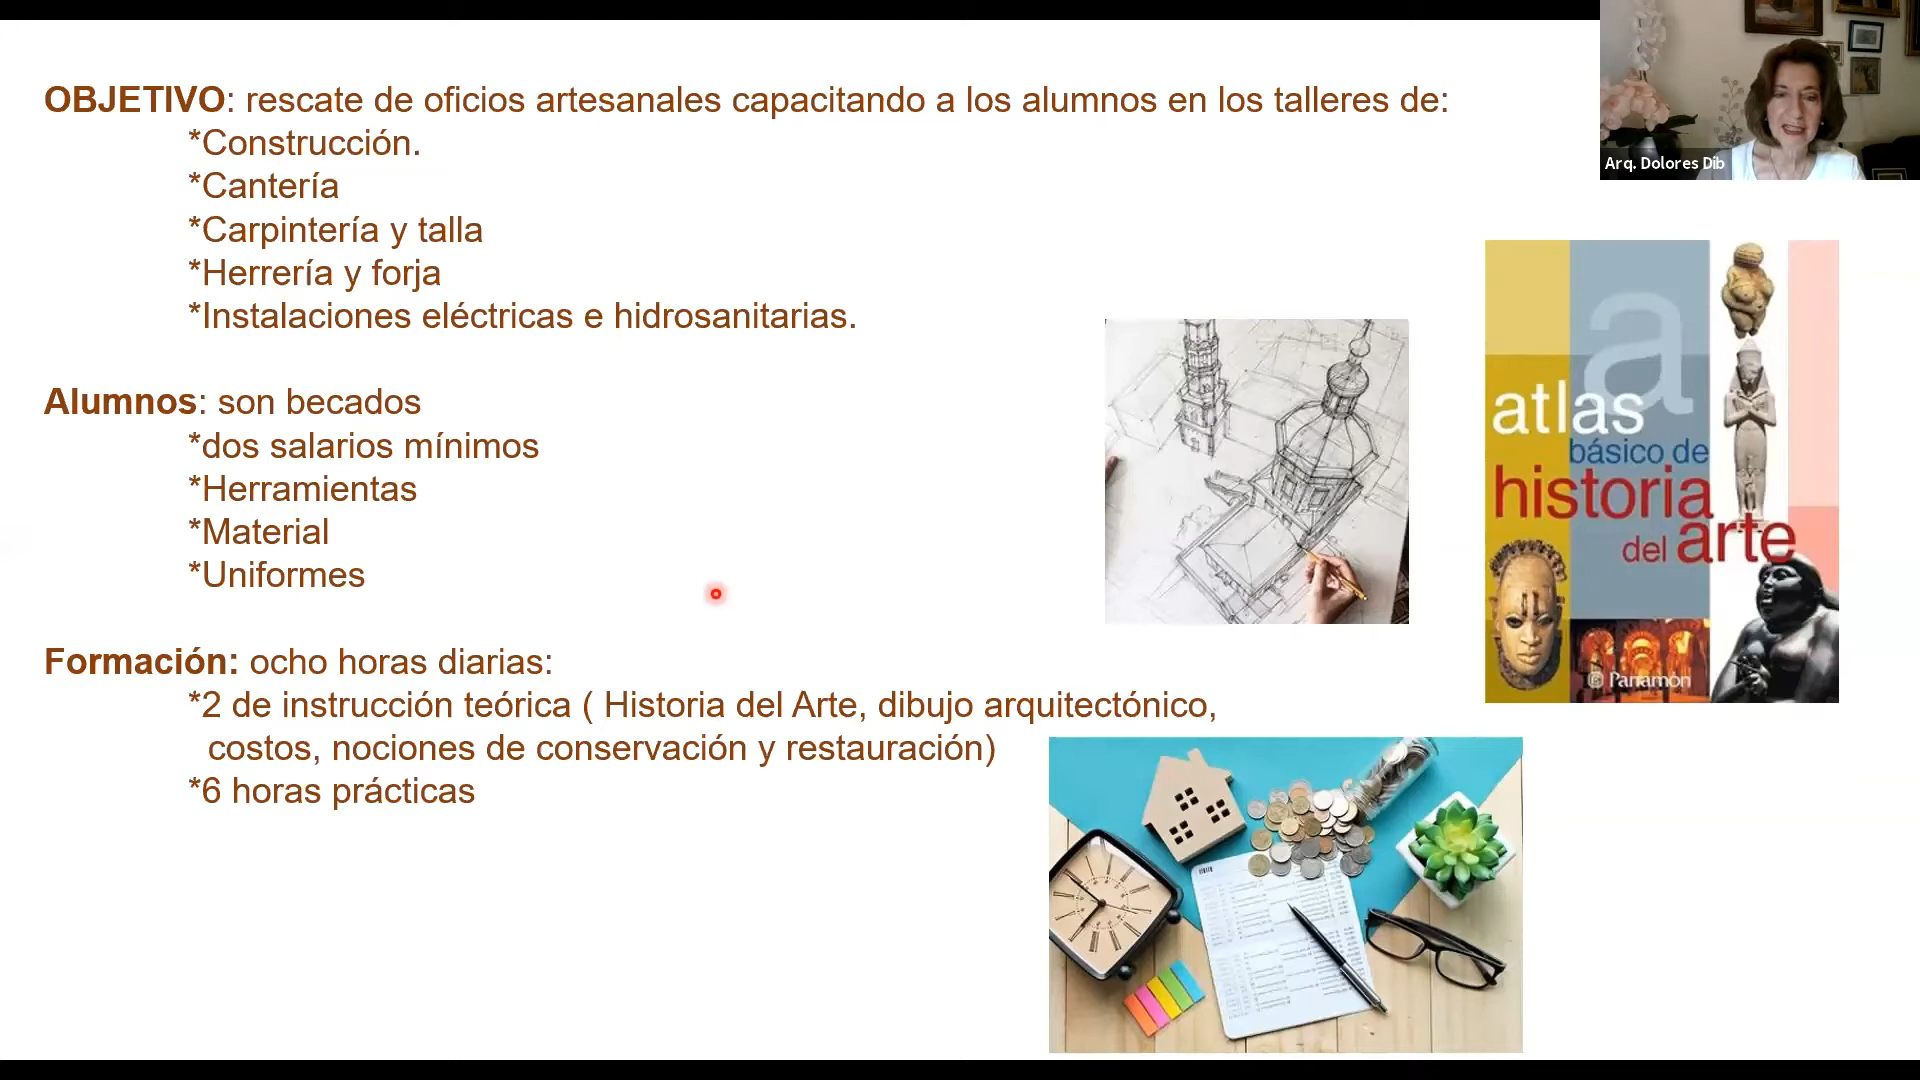 OBJETIVO: rescate de oficios artesanales capacitando a los alumnos en los talleres de:
*Construcción.
*Cantería
*Carpintería y talla
*Herrería y forja
*Instalaciones eléctricas e hidrosanitarias.
Alumnos: son becados
*dos salarios mínimos
*Herramientas
*Material
*Uniformes
Formación: ocho horas diarias:
*2 de instrucción teórica ( Historia del Arte, dibujo arquitectónico,
costos, nociones de conservación y restauración)
*6 horas prácticas
Arq. Dolores Dib
a
atlas
básico de
historia
del arte
© Parramón